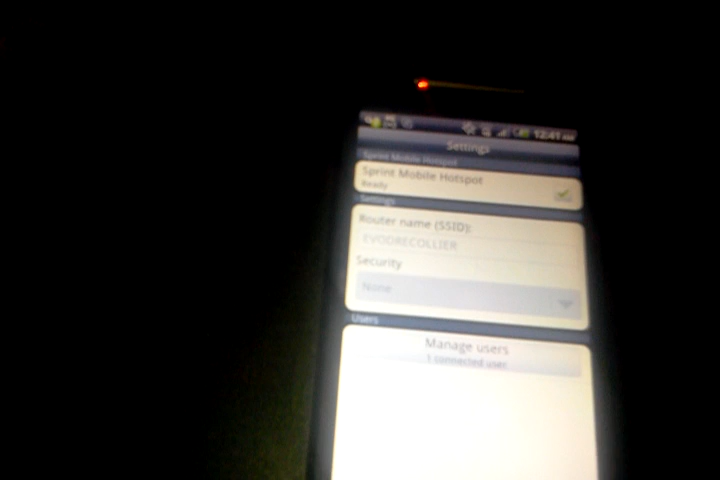 12:41 AM
Settings
Sprint Mobile Hotspot
Sprint Mobile Hotspot
Ready
Settings
Router name (SSID):
EVODRECOLLIER
Security
None
Users
Manage users
1 connected user